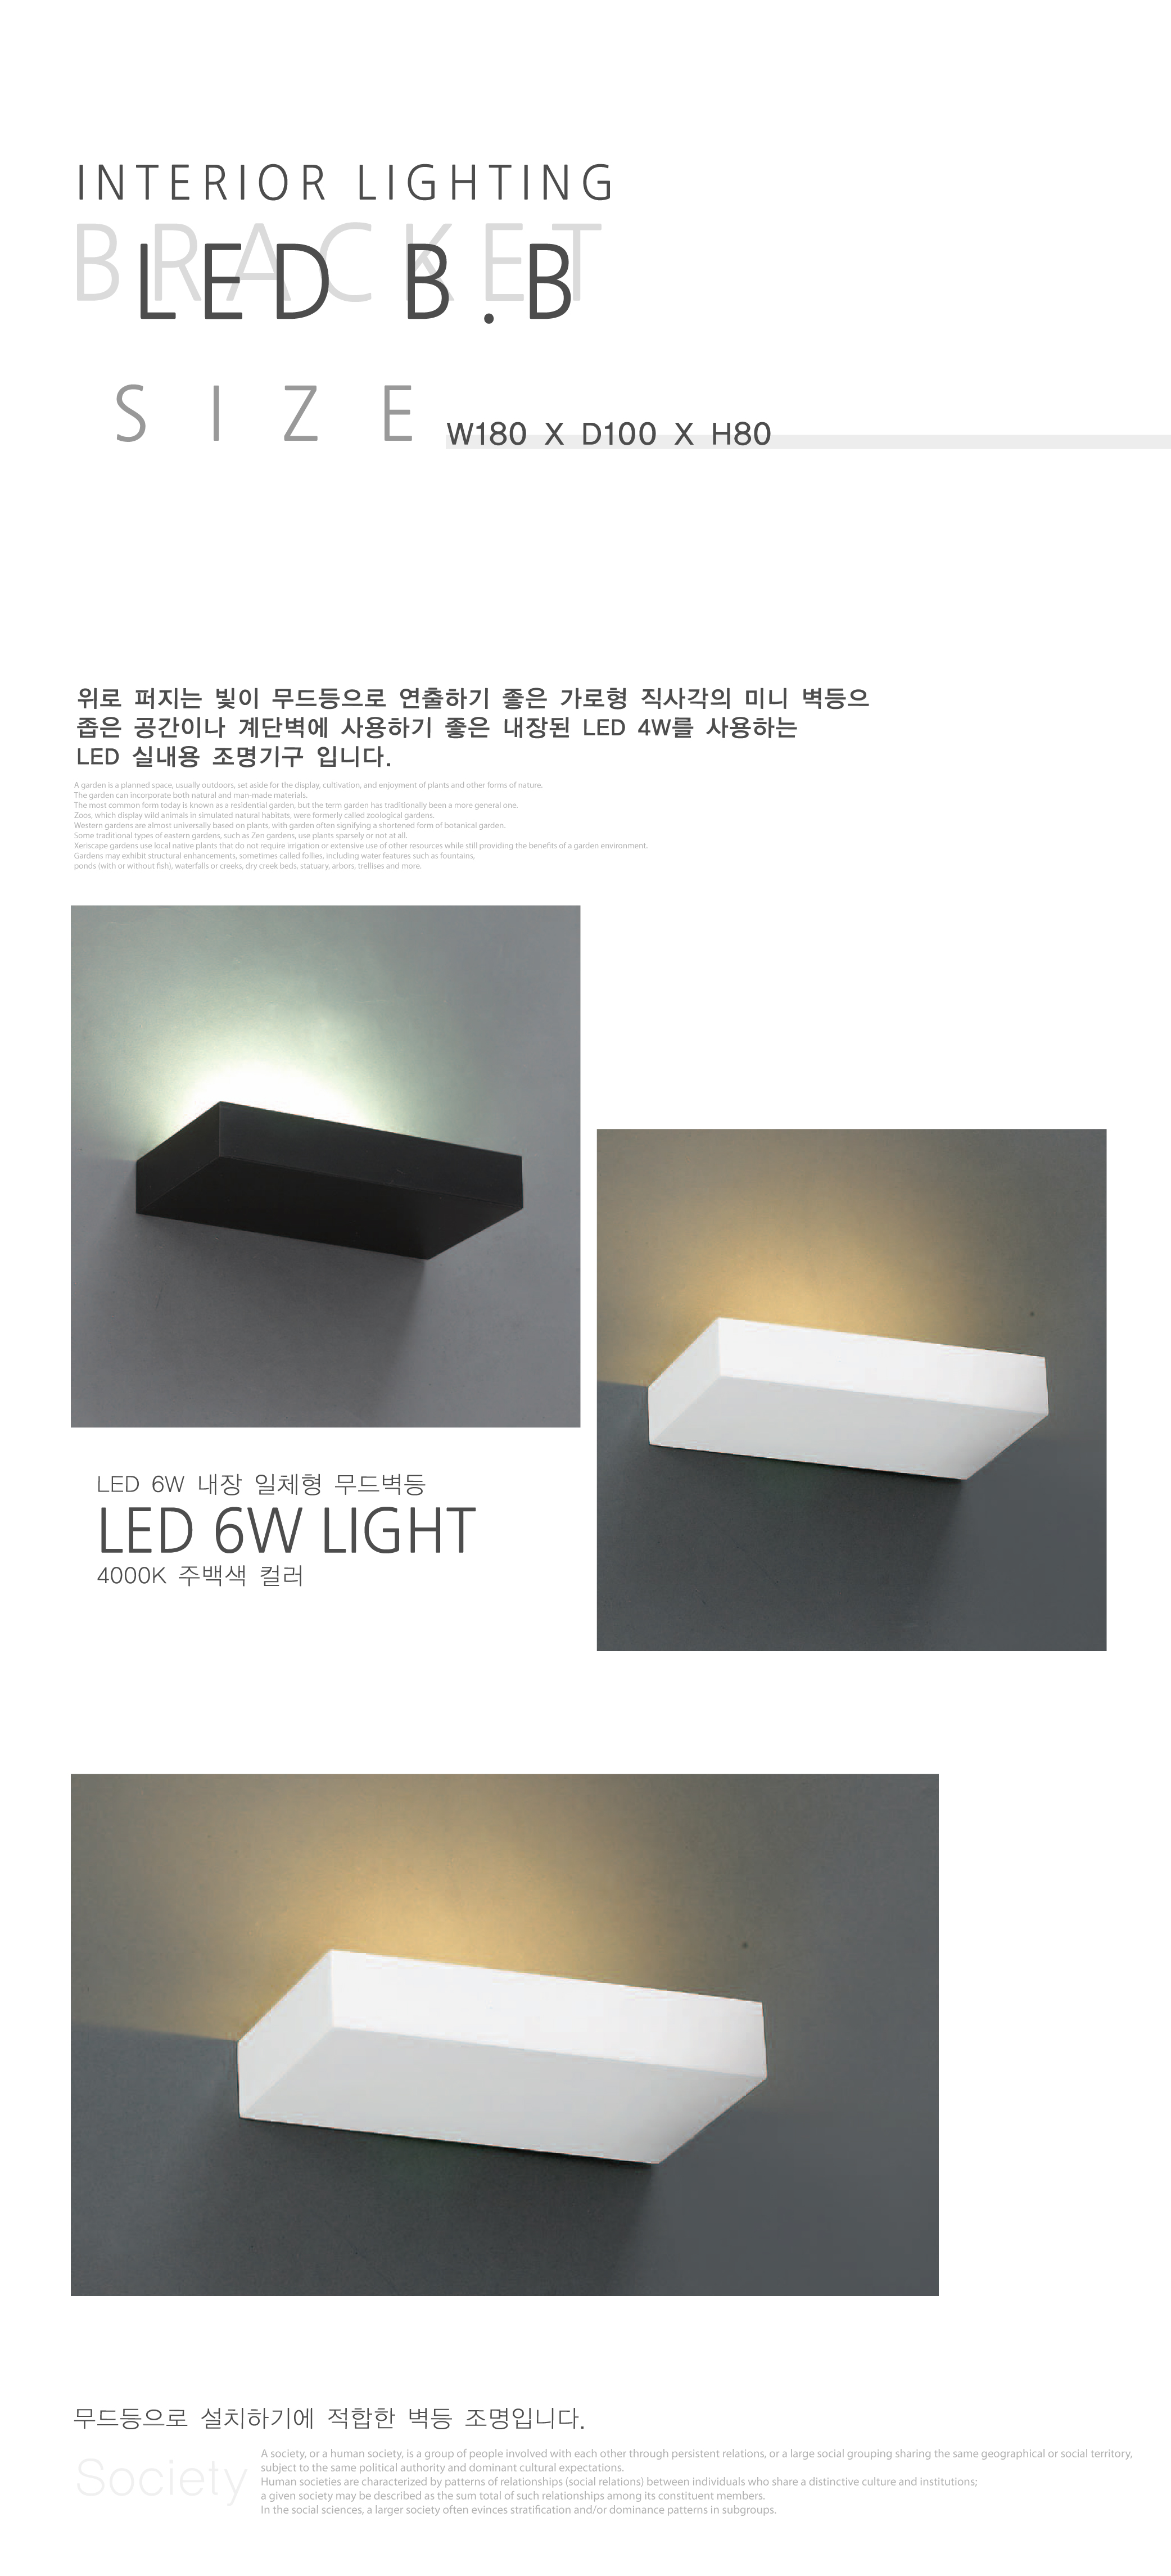 INTERIOR LIGHTING
BRACKET
LED B.B
SIZE W180 X D100 X H80
위로 퍼지는 빛이 무드등으로 연출하기 좋은 가로형 직사각의 미니 벽등으
좁은 공간이나 계단벽에 사용하기 좋은 내장된 LED 4W를 사용하는
LED 실내용 조명기구 입니다.
A garden is a planned space, usually outdoors, set aside for the display, cultivation, and enjoyment of plants and other forms of nature.
The garden can incorporate both natural and man-made materials.
The most common form today is known as a residential garden, but the term garden has traditionally been a more general one.
Zoos, which display wild animals in simulated natural habitats, were formerly called zoological gardens.
Western gardens are almost universally based on plants, with garden often signifying a shortened form of botanical garden.
Some traditional types of eastern gardens, such as Zen gardens, use plants sparsely or not at all.
Xeriscape gardens use local native plants that do not require irrigation or extensive use of other resources while still providing the benefits of a garden environment.
Gardens may exhibit structural enhancements, sometimes called follies, including water features such as fountains,
ponds (with or without fish), waterfalls or creeks, dry creek beds, statuary, arbors, trellises and more.
LED 6W 내장 일체형 무드벽등
LED 6W LIGHT
4000K 주백색 컬러
무드등으로 설치하기에 적합한 벽등 조명입니다.
Society
A society, or a human society, is a group of people involved with each other through persistent relations, or a large social grouping sharing the same geographical or social territory,
subject to the same political authority and dominant cultural expectations.
Human societies are characterized by patterns of relationships (social relations) between individuals who share a distinctive culture and institutions;
a given society may be described as the sum total of such relationships among its constituent members.
In the social sciences, a larger society often evinces stratification and/or dominance patterns in subgroups.